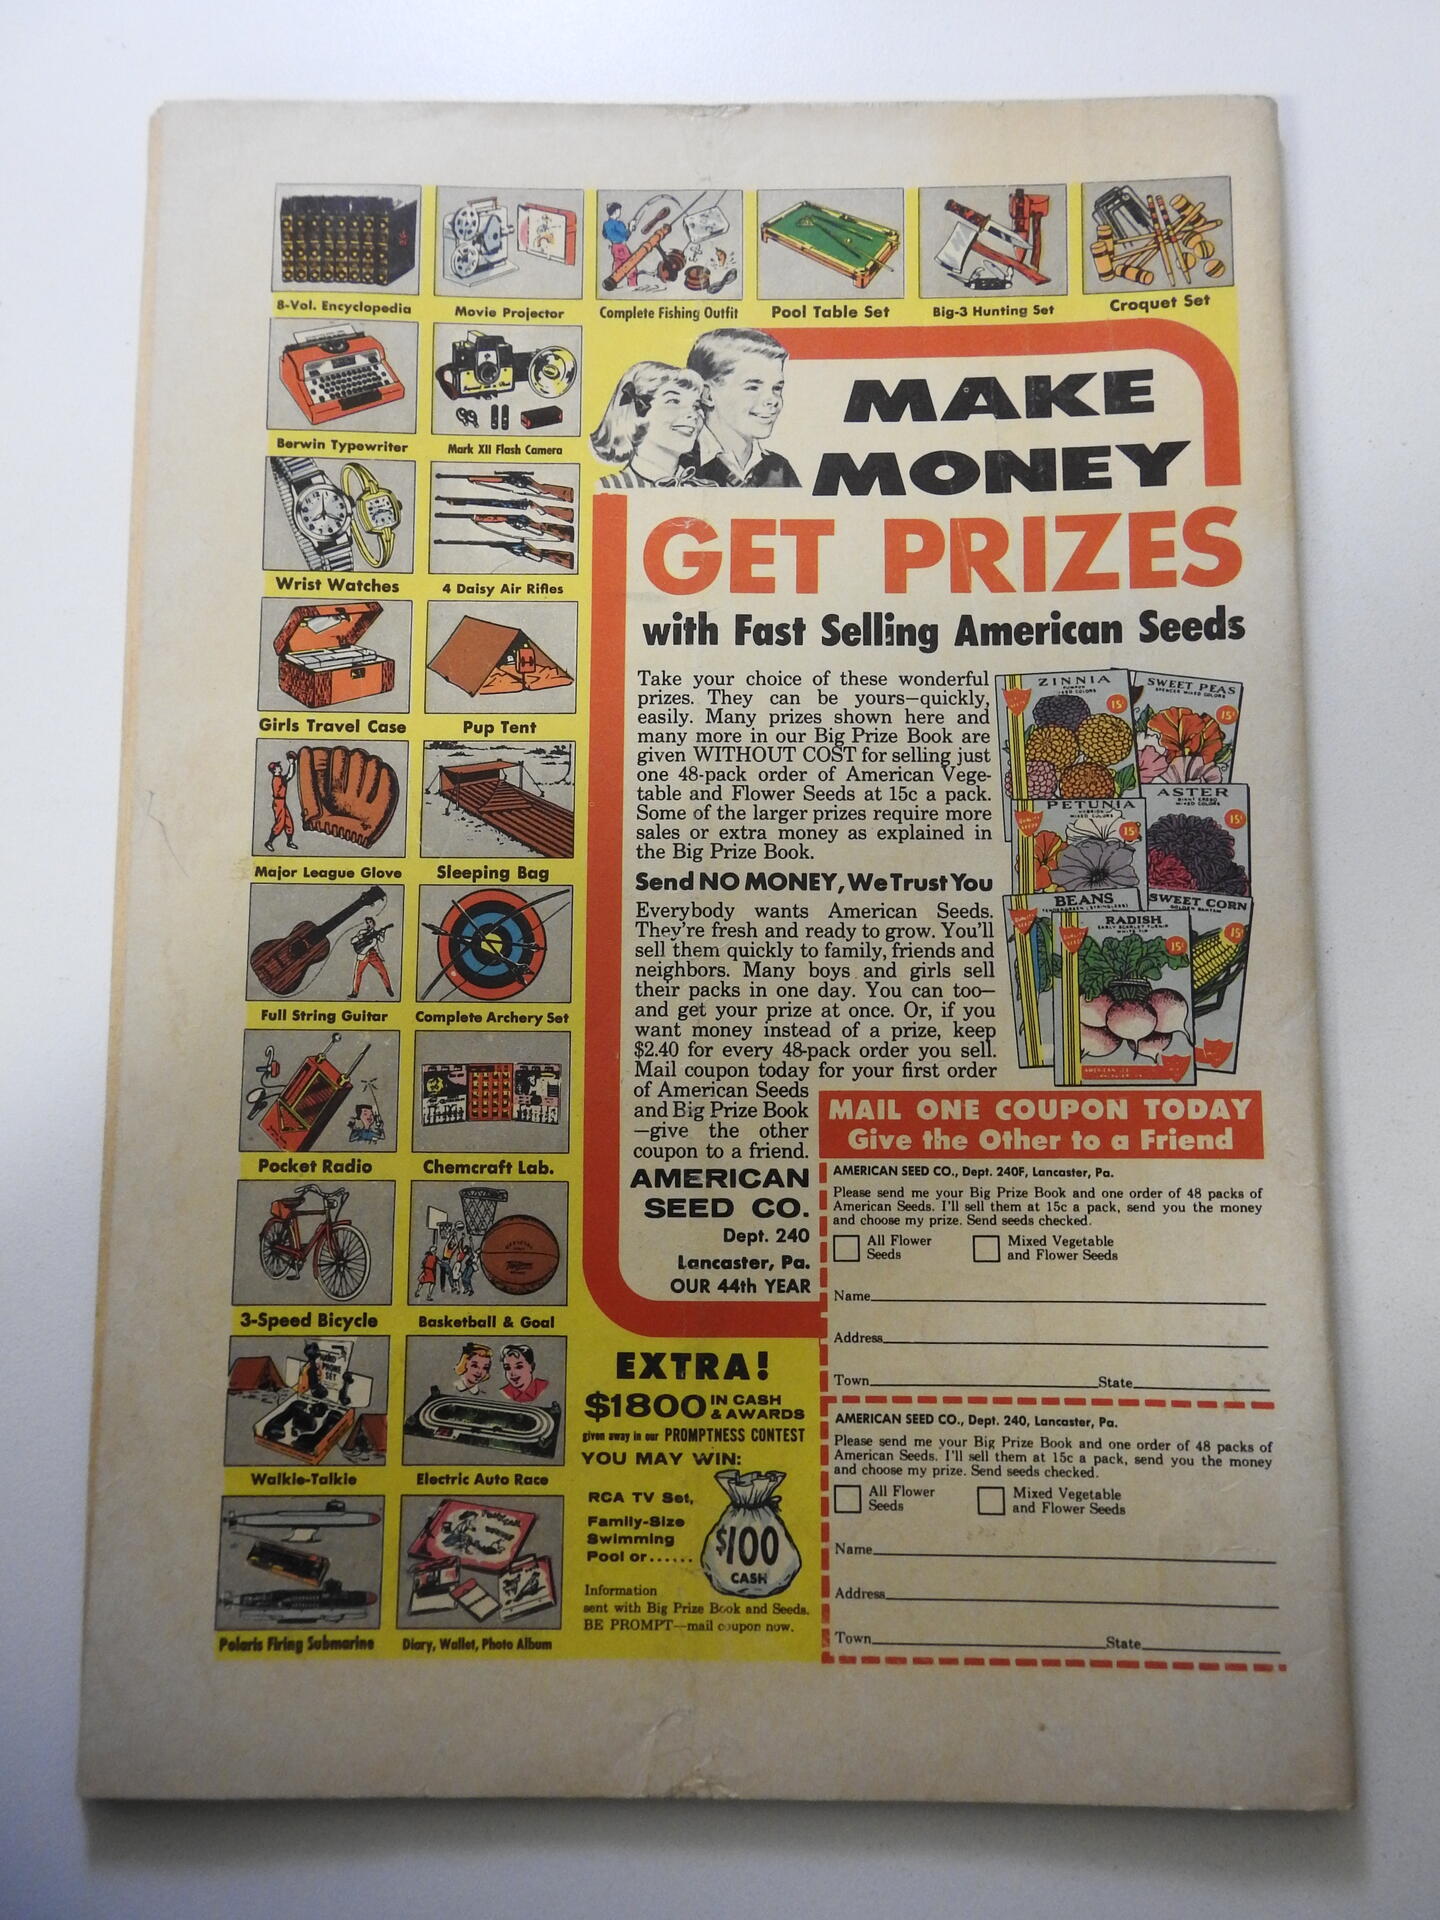 8-Vol. Encyclopedia
Movie Projector
Complete Fishing Outfit
Pool Table Set
Big-3 Hunting Set
Croquet Set
Berwin Typewriter
Mark XII Flash Camera
Wrist Watches
4 Daisy Air Rifles
Girls Travel Case
Pup Tent
Major League Glove
Sleeping Bag
Full String Guitar
Complete Archery Set
Pocket Radio
Chemcraft Lab.
3-Speed Bicycle
Basketball & Goal
Walkie-Talkie
Electric Auto Race
Polaris Firing Submarine
Diary, Wallet, Photo Album
MAKE
MONEY
GET PRIZES
with Fast Selling American Seeds
Take your choice of these wonderful
prizes. They can be yours—quickly,
easily. Many prizes shown here and
many more in our Big Prize Book are
given WITHOUT COST for selling just
one 48-pack order of American Vege-
table and Flower Seeds at 15c a pack.
Some of the larger prizes require more
sales or extra money as explained in
the Big Prize Book.
Send NO MONEY, We Trust You
Everybody wants American Seeds.
They're fresh and ready to grow. You'll
sell them quickly to family, friends and
neighbors. Many boys and girls sell
their packs in one day. You can too—
and get your prize at once. Or, if you
want money instead of a prize, keep
$2.40 for every 48-pack order you sell.
Mail coupon today for your first order
of American Seeds
and Big Prize Book
—give the other
coupon to a friend.
AMERICAN
SEED CO.
Dept. 240
Lancaster, Pa.
OUR 44th YEAR
ZINNIA
15¢
SWEET PEAS
SPENCER MIXED COLORS
15¢
PETUNIA
MIXED COLORS
15¢
ASTER
MIXED COLORS
15¢
BEANS
SWEET CORN
GOLDEN BANTAM
15¢
RADISH
EARLY SCARLET TURNIP
WHITE TIP
15¢
MAIL ONE COUPON TODAY
Give the Other to a Friend
AMERICAN SEED CO., Dept. 240F, Lancaster, Pa.
Please send me your Big Prize Book and one order of 48 packs of
American Seeds. I'll sell them at 15c a pack, send you the money
and choose my prize. Send seeds checked.
All Flower
Seeds
Mixed Vegetable
and Flower Seeds
Name
Address
Town State
AMERICAN SEED CO., Dept. 240, Lancaster, Pa.
Please send me your Big Prize Book and one order of 48 packs of
American Seeds. I'll sell them at 15c a pack, send you the money
and choose my prize. Send seeds checked.
All Flower
Seeds
Mixed Vegetable
and Flower Seeds
Name
Address
Town State
EXTRA!
$1800 IN CASH & AWARDS
given away in our PROMPTNESS CONTEST
YOU MAY WIN:
RCA TV Set,
Family-Size
Swimming
Pool or......
$100
CASH
Information
sent with Big Prize Book and Seeds.
BE PROMPT—mail coupon now.